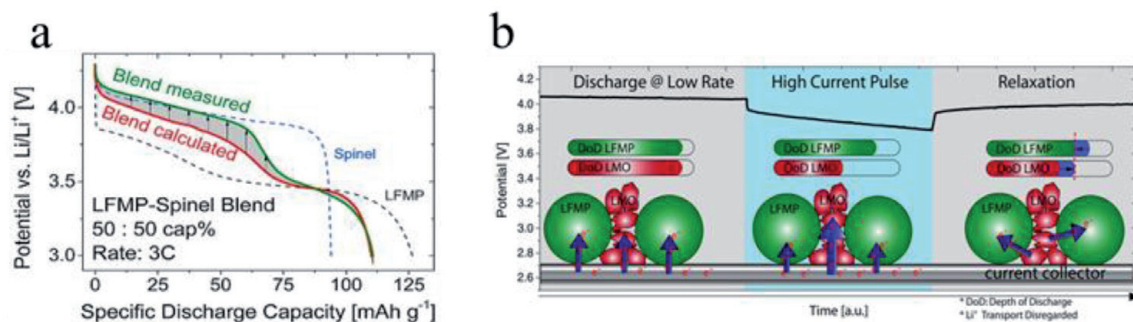 a
Potential vs. Li/Li⁺ [V]
4.0
3.5
3.0
Blend measured
Blend calculated
Spinel
LFMP
LFMP-Spinel Blend
50 : 50 cap%
Rate: 3C
0 25 50 75 100 125
Specific Discharge Capacity [mAh g⁻¹]
b
Potential [V]
4.2
4.0
3.8
3.6
3.4
3.2
3.0
2.8
2.6
Discharge @ Low Rate
High Current Pulse
Relaxation
DoD LFMP
DoD LMO
DoD LFMP
DoD LMO
DoD LFMP
DoD LMO
LFMP
LMO
LFMP
LMO
LFMP
LMO
e⁻ e⁻ e⁻
e⁻ e⁻ e⁻
e⁻ e⁻
current collector
Time [a.u.]
* DoD: Depth of Discharge
* Li⁺ Transport Disregarded